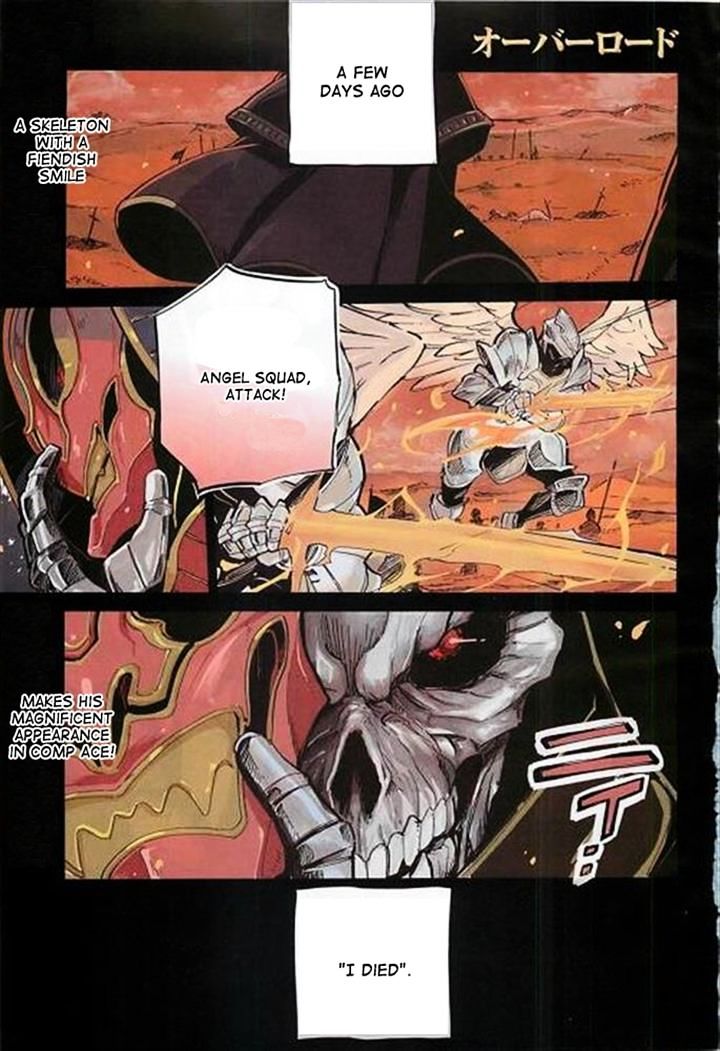 オーバーロード
A FEW
DAYS AGO
A SKELETON
WITH A
FIENDISH
SMILE
ANGEL SQUAD,
ATTACK!
MAKES HIS
MAGNIFICENT
APPEARANCE
IN COMP ACE!
ニィ…
"I DIED".